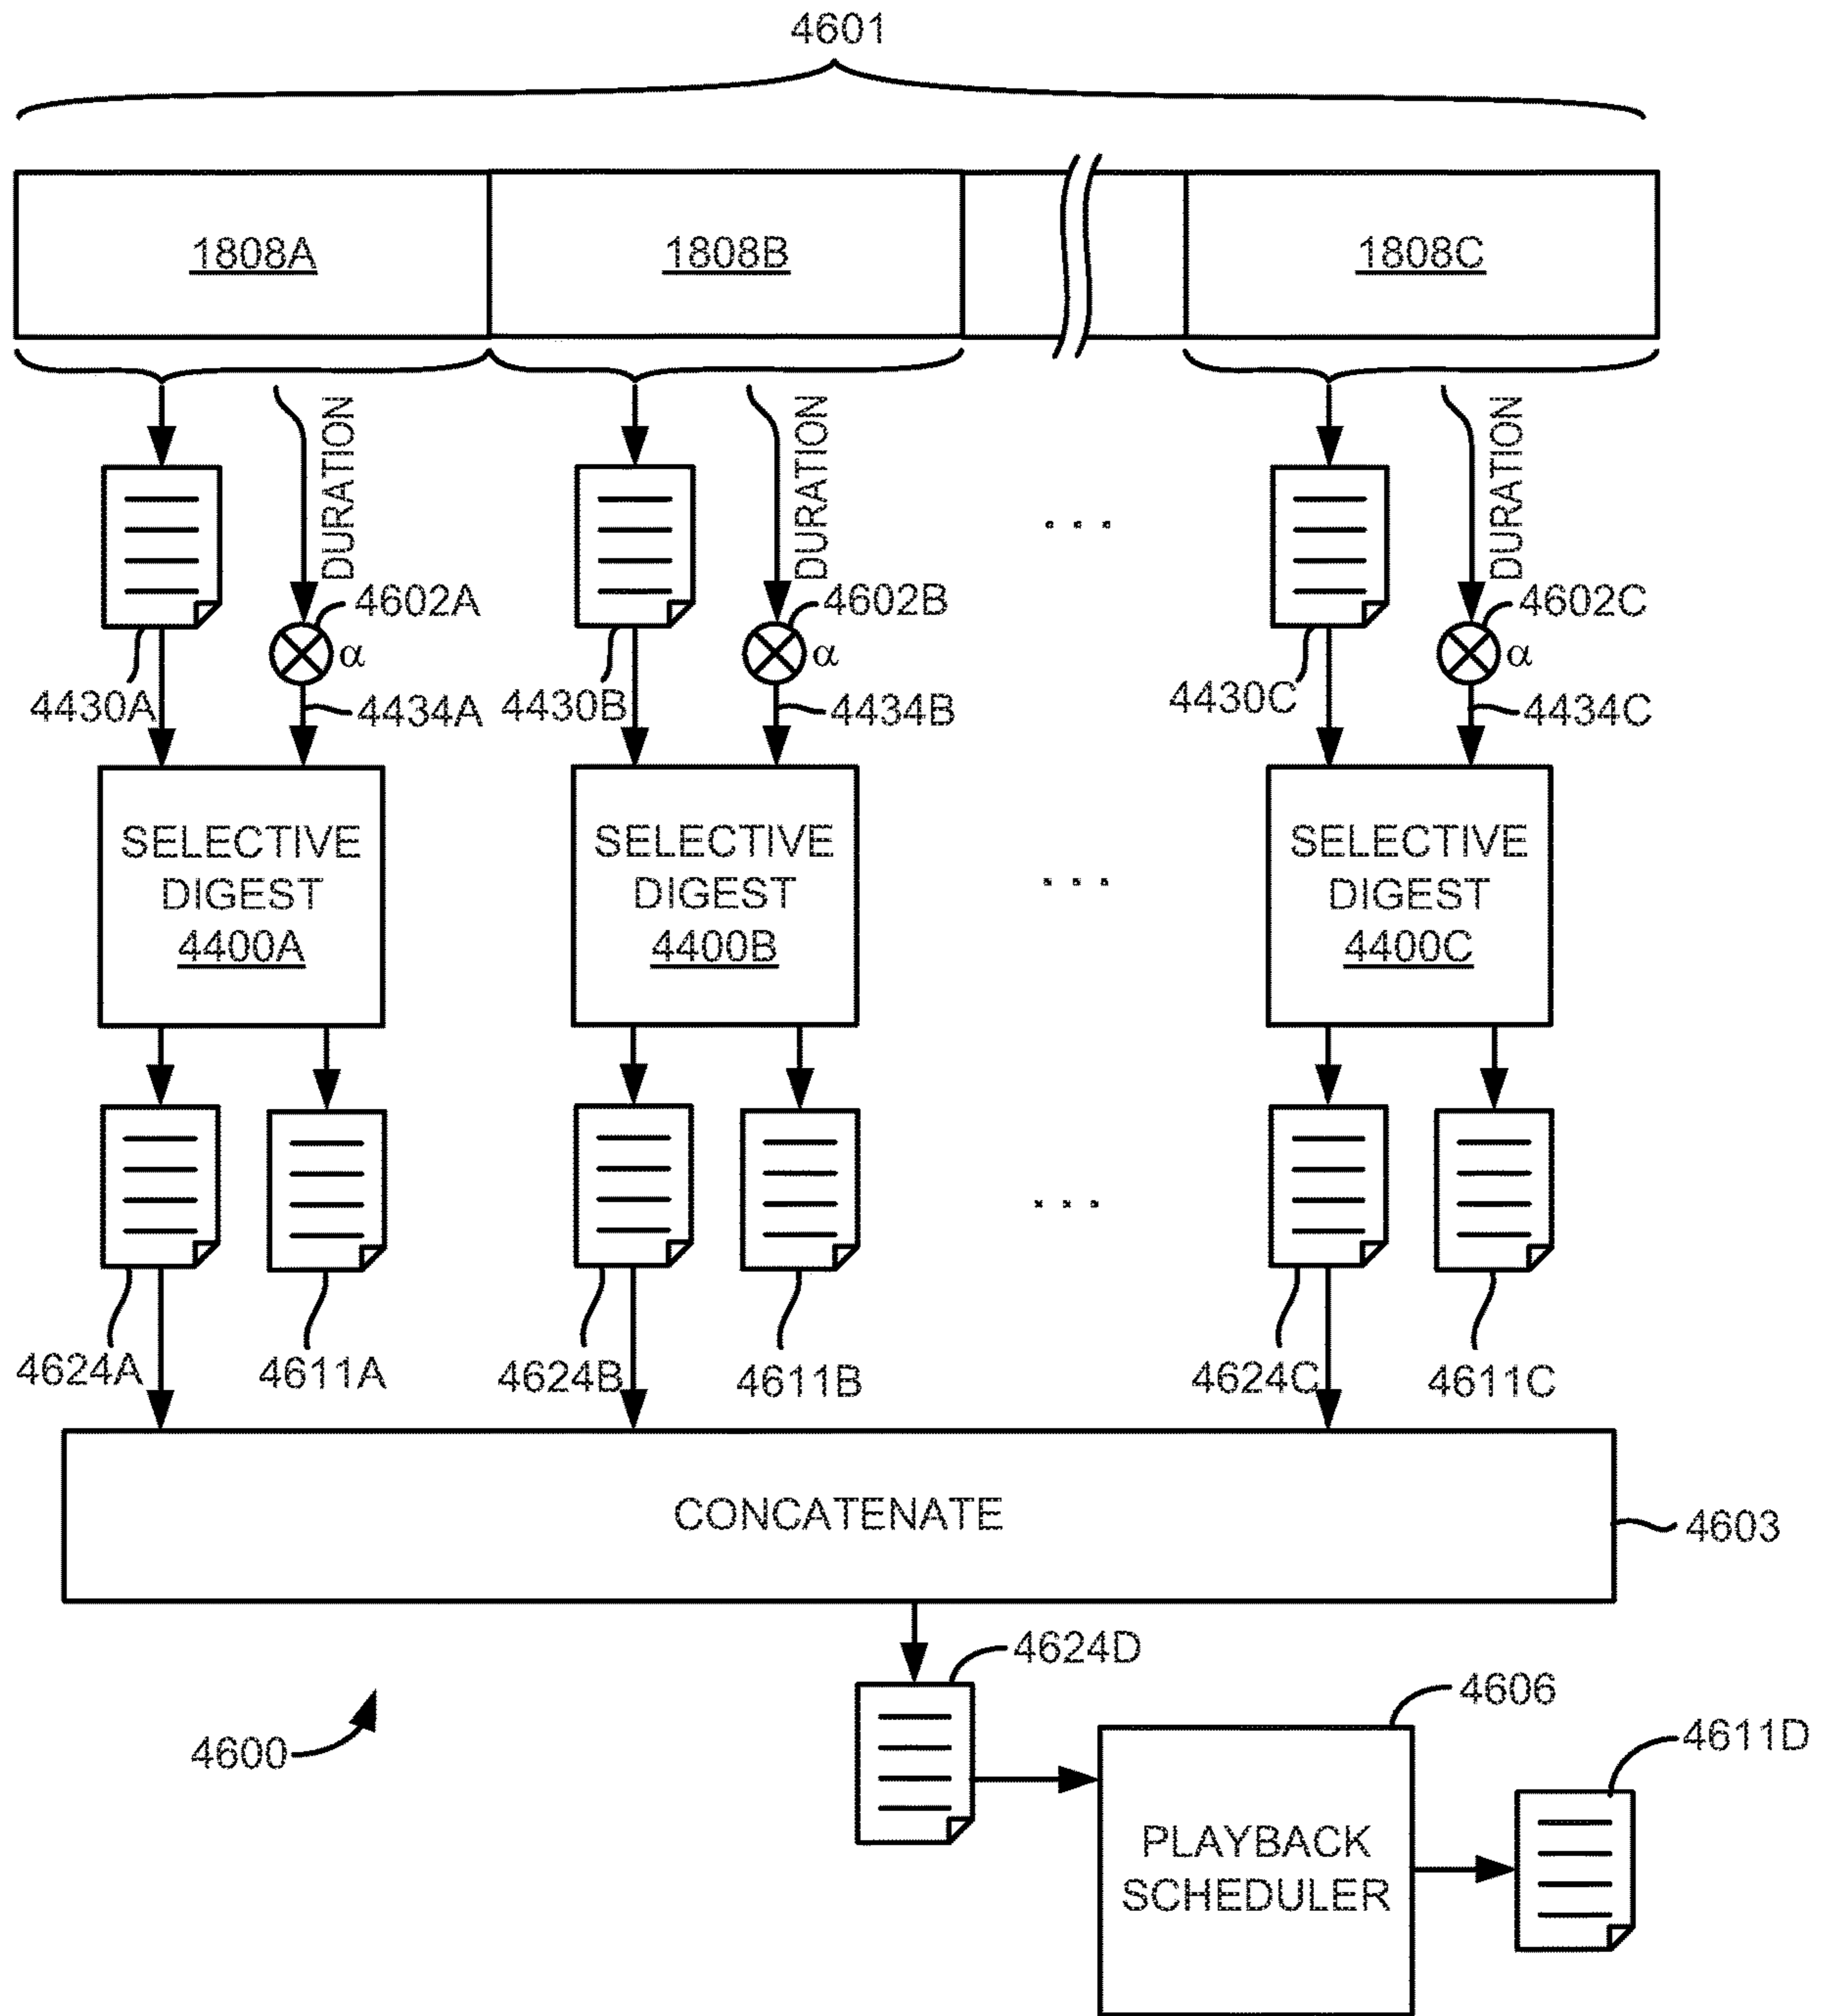 4601
1808A 1808B 1808C
DURATION DURATION DURATION
4602A 4602B 4602C
α α α
4430A 4434A 4430B 4434B 4430C 4434C
. . .
SELECTIVE SELECTIVE SELECTIVE
DIGEST DIGEST . . . DIGEST
4400A 4400B 4400C
. . .
4624A 4611A 4624B 4611B 4624C 4611C
CONCATENATE
4603
4624D
4606
4600
4611D
PLAYBACK
SCHEDULER